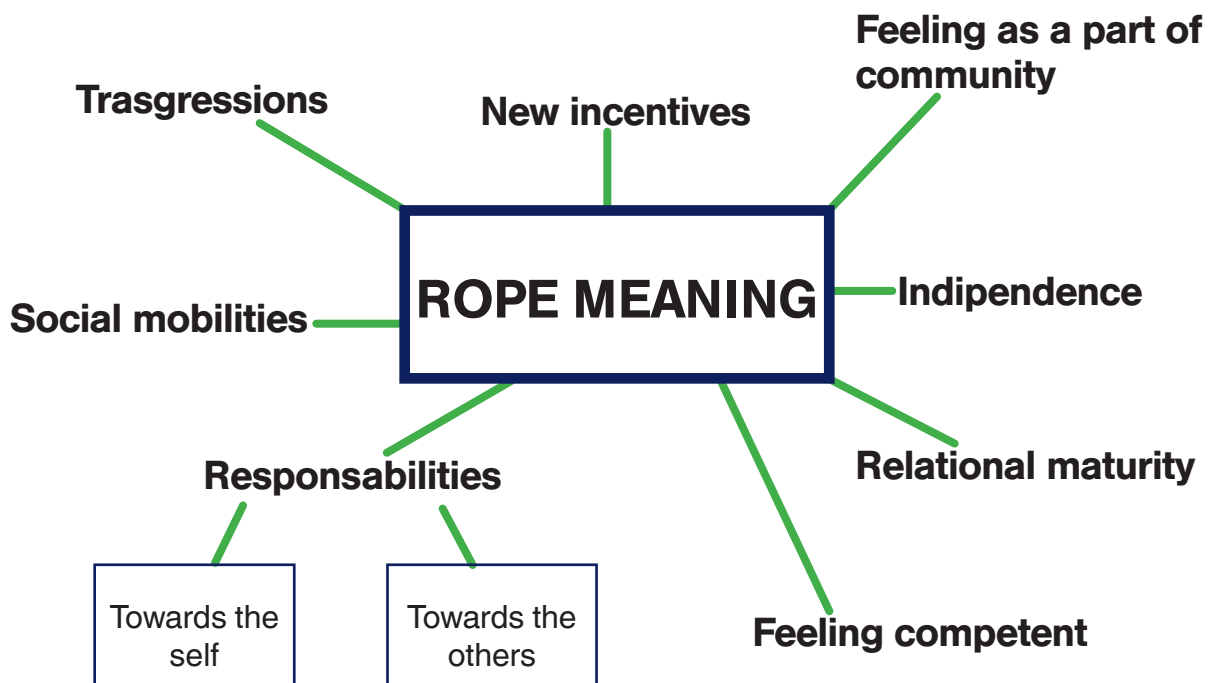 Feeling as a part of
community
Trasgressions
New incentives
ROPE MEANING
Indipendence
Social mobilities
Relational maturity
Responsabilities
Towards the
self
Towards the
others
Feeling competent